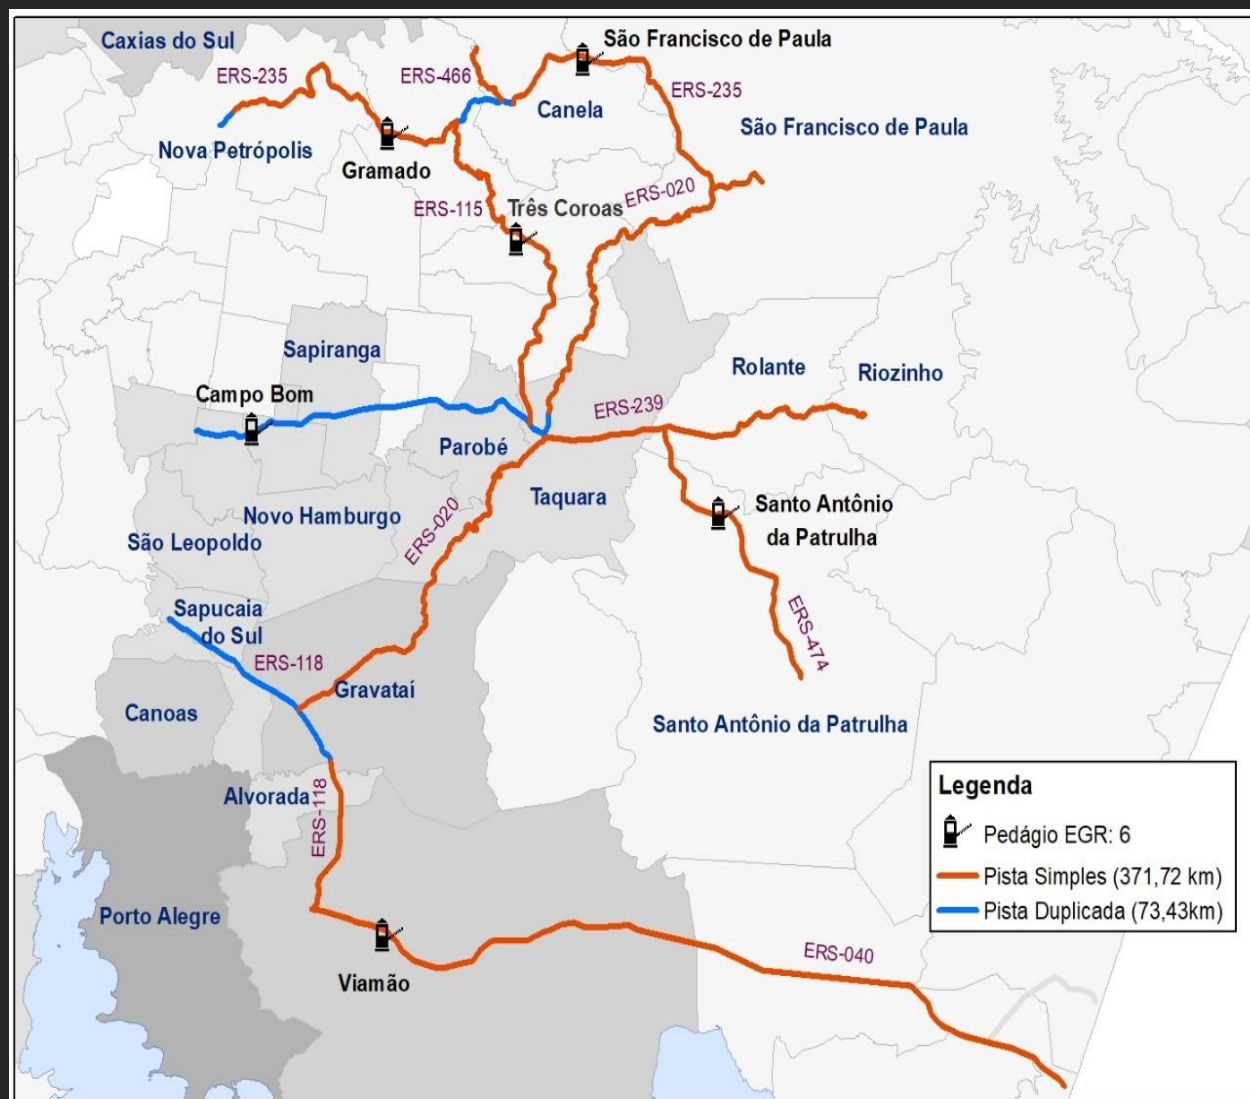 Caxias do Sul
São Francisco de Paula
ERS-235
ERS-466
ERS-235
Canela
São Francisco de Paula
Nova Petrópolis
Gramado
ERS-020
ERS-115
Três Coroas
Sapiranga
Rolante
Riozinho
Campo Bom
ERS-239
Parobé
Taquara
Santo Antônio
da Patrulha
Novo Hamburgo
ERS-020
São Leopoldo
Sapucaia
do Sul
ERS-474
ERS-118
Gravataí
Canoas
Santo Antônio da Patrulha
Alvorada
ERS-118
Legenda
Pedágio EGR: 6
Pista Simples (371,72 km)
Pista Duplicada (73,43km)
Porto Alegre
ERS-040
Viamão